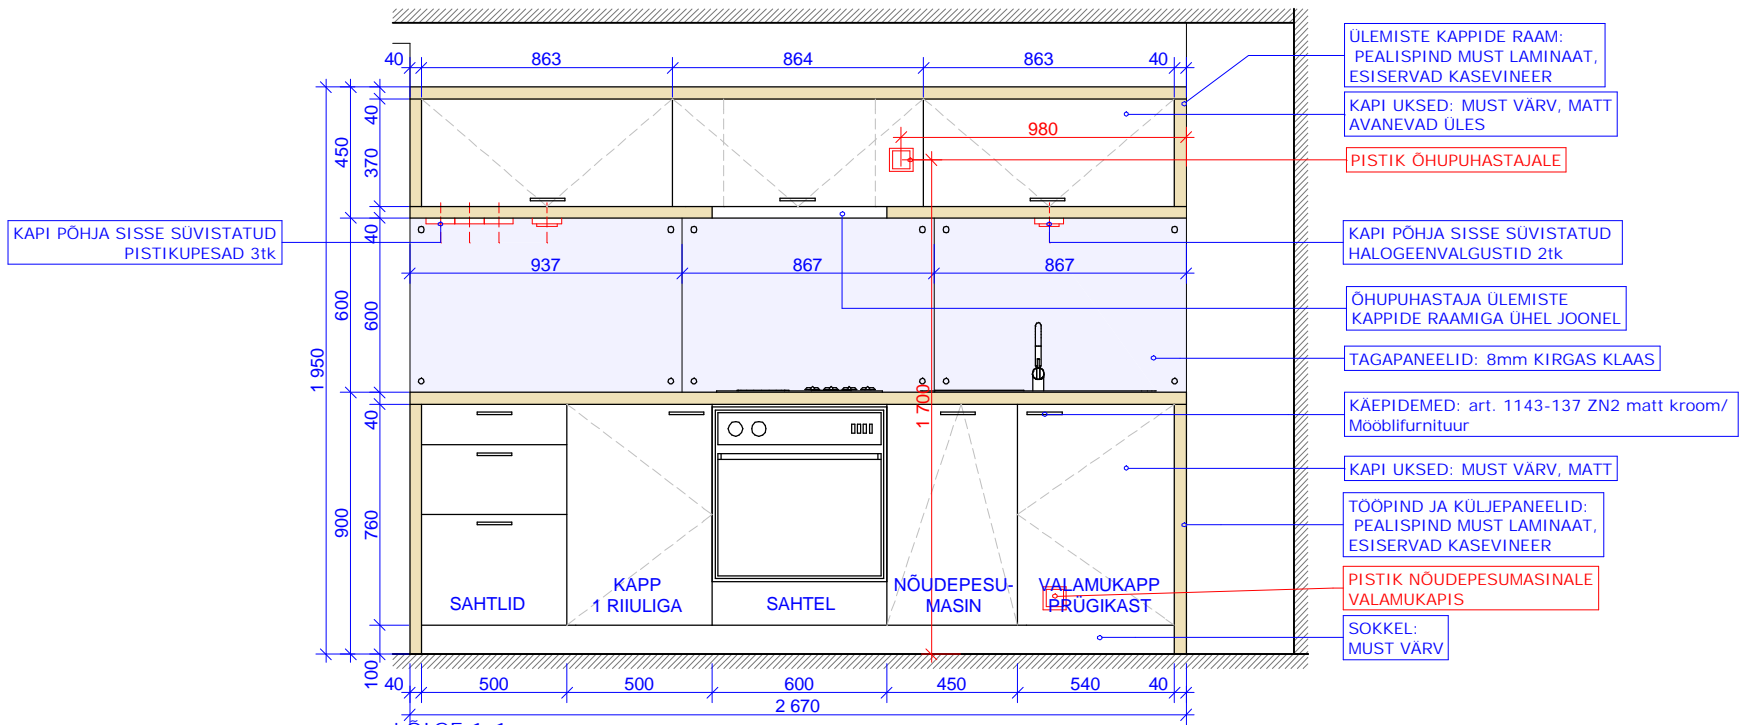 40
863
864
863
40
ÜLEMISTE KAPPIDE RAAM:
PEALISPIND MUST LAMINAAT,
ESISERVAD KASEVINEER
KAPI UKSED: MUST VÄRV, MATT
AVANEVAD ÜLES
980
PISTIK ÕHUPUHASTAJALE
40
450
370
KAPI PÕHJA SISSE SÜVISTATUD
PISTIKUPESAD 3tk
40
KAPI PÕHJA SISSE SÜVISTATUD
HALOGEENVALGUSTID 2tk
937
867
867
600
600
ÕHUPUHASTAJA ÜLEMISTE
KAPPIDE RAAMIGA ÜHEL JOONEL
1 950
TAGAPANEELID: 8mm KIRGAS KLAAS
1 700
40
KÄEPIDEMED: art. 1143-137 ZN2 matt kroom/
Mööblifurnituur
KAPI UKSED: MUST VÄRV, MATT
900
760
TÖÖPIND JA KÜLJEPANEELID:
PEALISPIND MUST LAMINAAT,
ESISERVAD KASEVINEER
SAHTLID
KAPP
1 RIIULIGA
SAHTEL
NÕUDEPESU-
MASIN
VALAMUKAPP
PRÜGIKAST
PISTIK NÕUDEPESUMASINALE
VALAMUKAPIS
SOKKEL:
MUST VÄRV
100
40
500
500
600
450
540
40
2 670